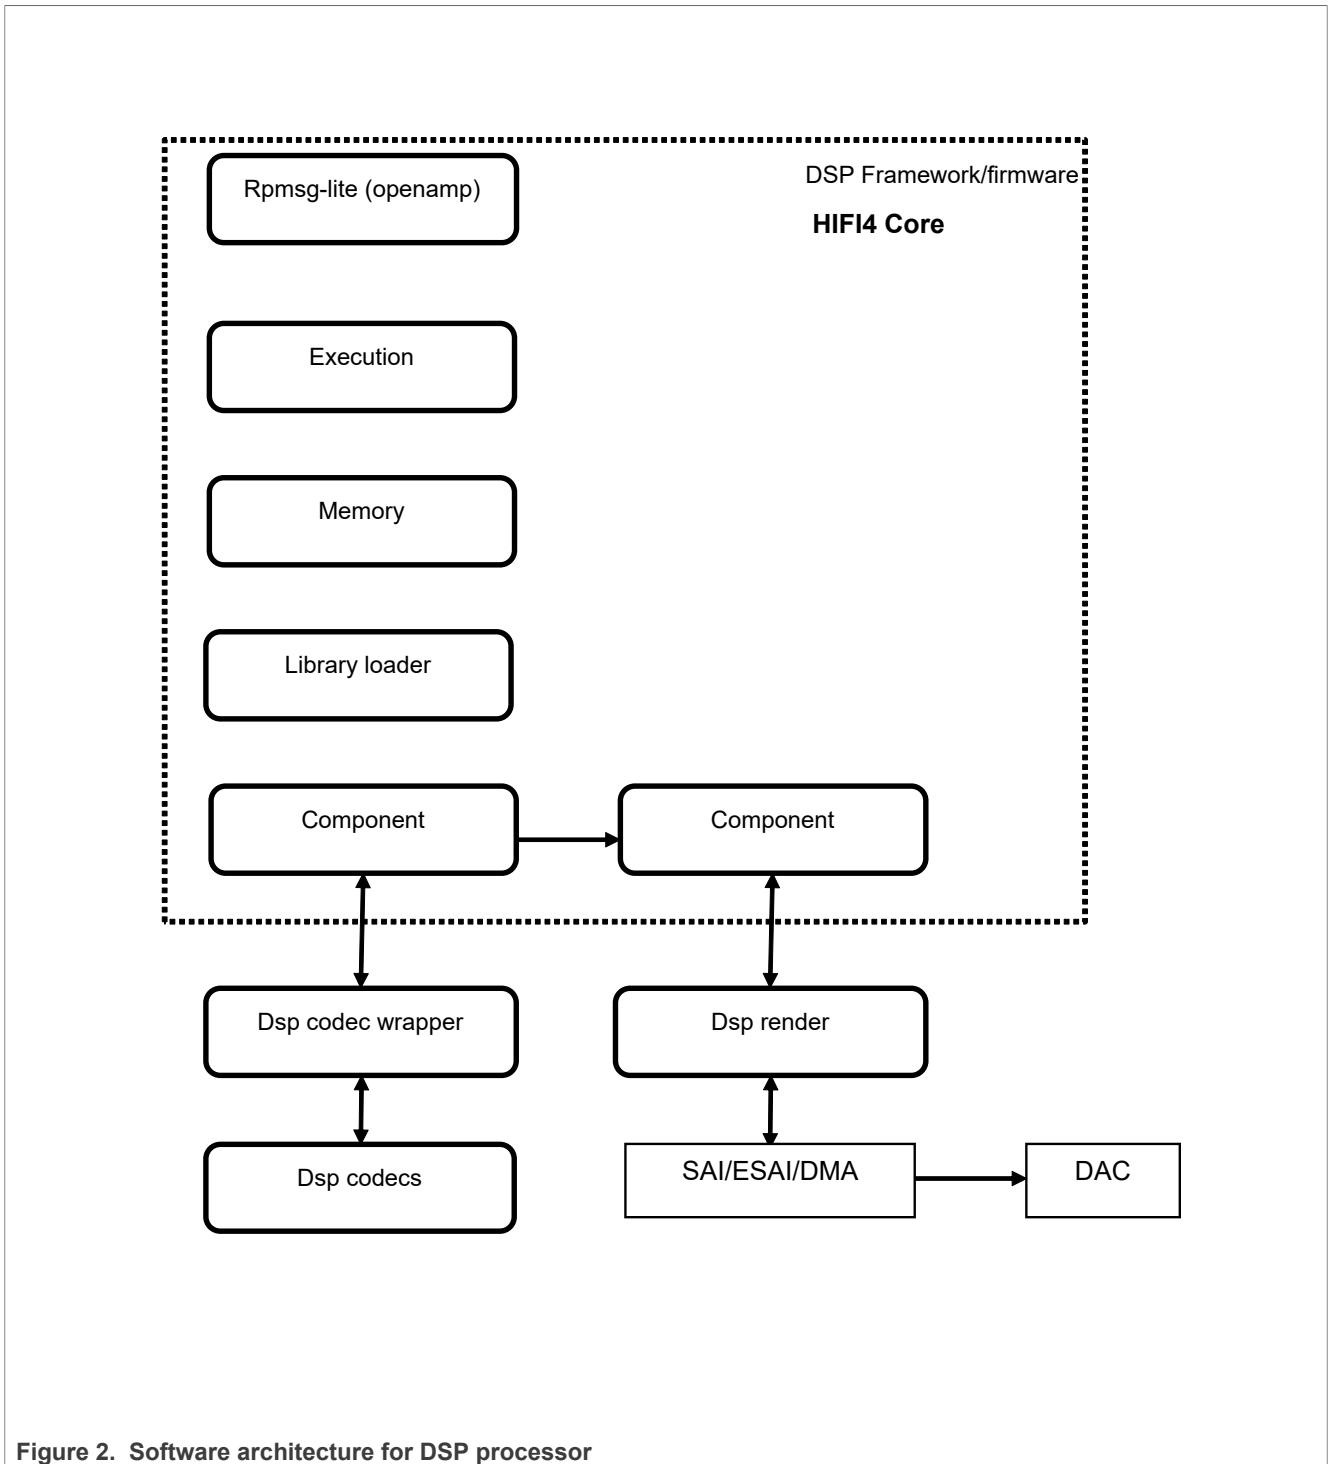 Rpmsg-lite (openamp)
DSP Framework/firmware
HIFI4 Core
Execution
Memory
Library loader
Component
Component
Dsp codec wrapper
Dsp render
Dsp codecs
SAI/ESAI/DMA
DAC
Figure 2. Software architecture for DSP processor